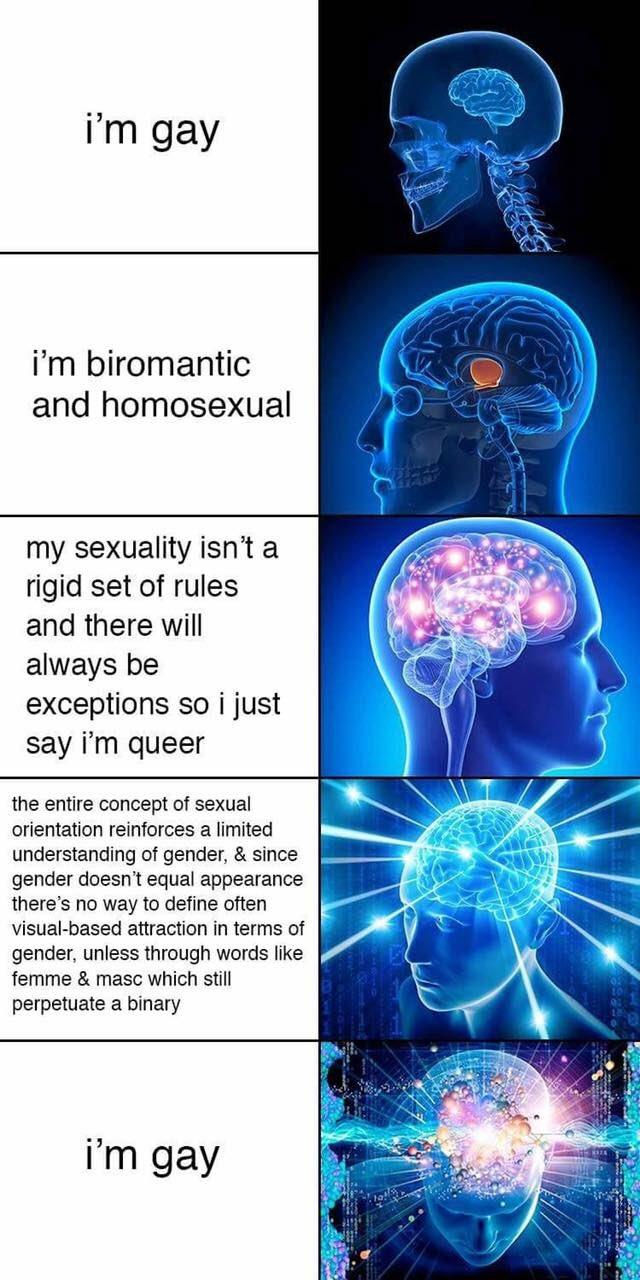 i'm gay
i'm biromantic
and homosexual
my sexuality isn't a
rigid set of rules
and there will
always be
exceptions so i just
say i'm queer
the entire concept of sexual
orientation reinforces a limited
understanding of gender, & since
gender doesn't equal appearance
there's no way to define often
visual-based attraction in terms of
gender, unless through words like
femme & masc which still
perpetuate a binary
i'm gay